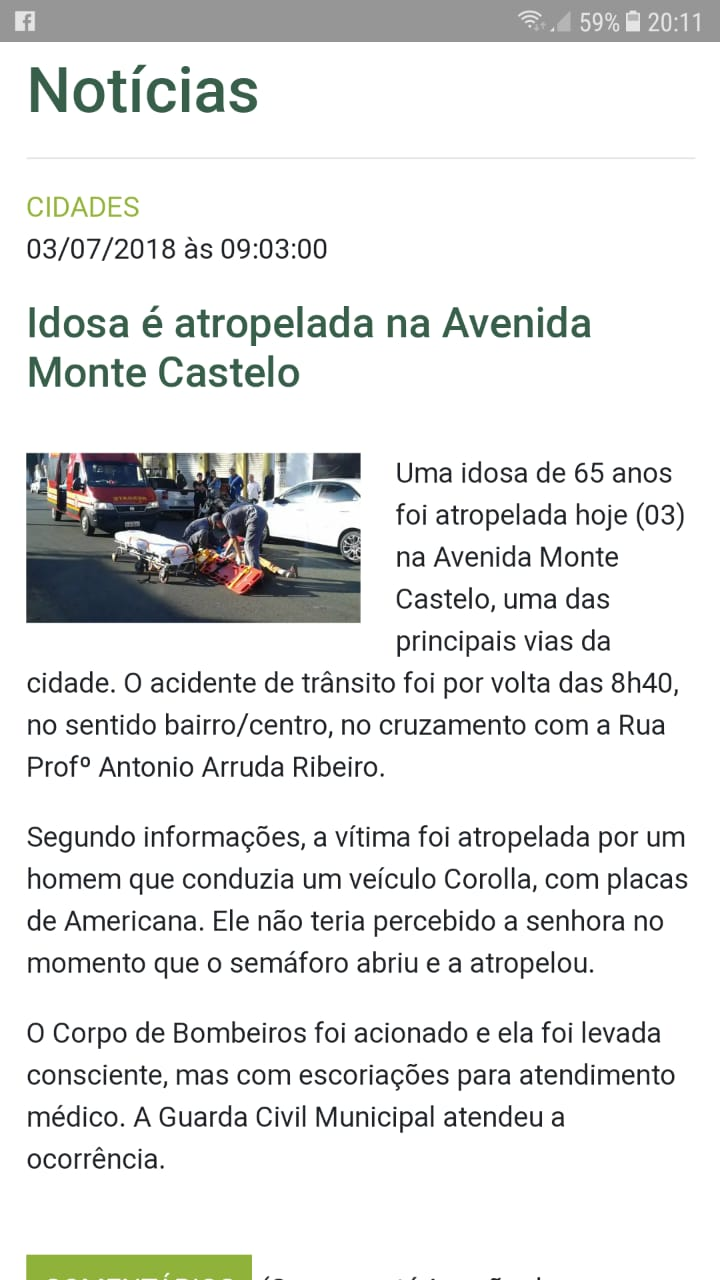 59% 20:11
Notícias
CIDADES
03/07/2018 às 09:03:00
Idosa é atropelada na Avenida
Monte Castelo
Uma idosa de 65 anos
foi atropelada hoje (03)
na Avenida Monte
Castelo, uma das
principais vias da
cidade. O acidente de trânsito foi por volta das 8h40,
no sentido bairro/centro, no cruzamento com a Rua
Profº Antonio Arruda Ribeiro.
Segundo informações, a vítima foi atropelada por um
homem que conduzia um veículo Corolla, com placas
de Americana. Ele não teria percebido a senhora no
momento que o semáforo abriu e a atropelou.
O Corpo de Bombeiros foi acionado e ela foi levada
consciente, mas com escoriações para atendimento
médico. A Guarda Civil Municipal atendeu a
ocorrência.